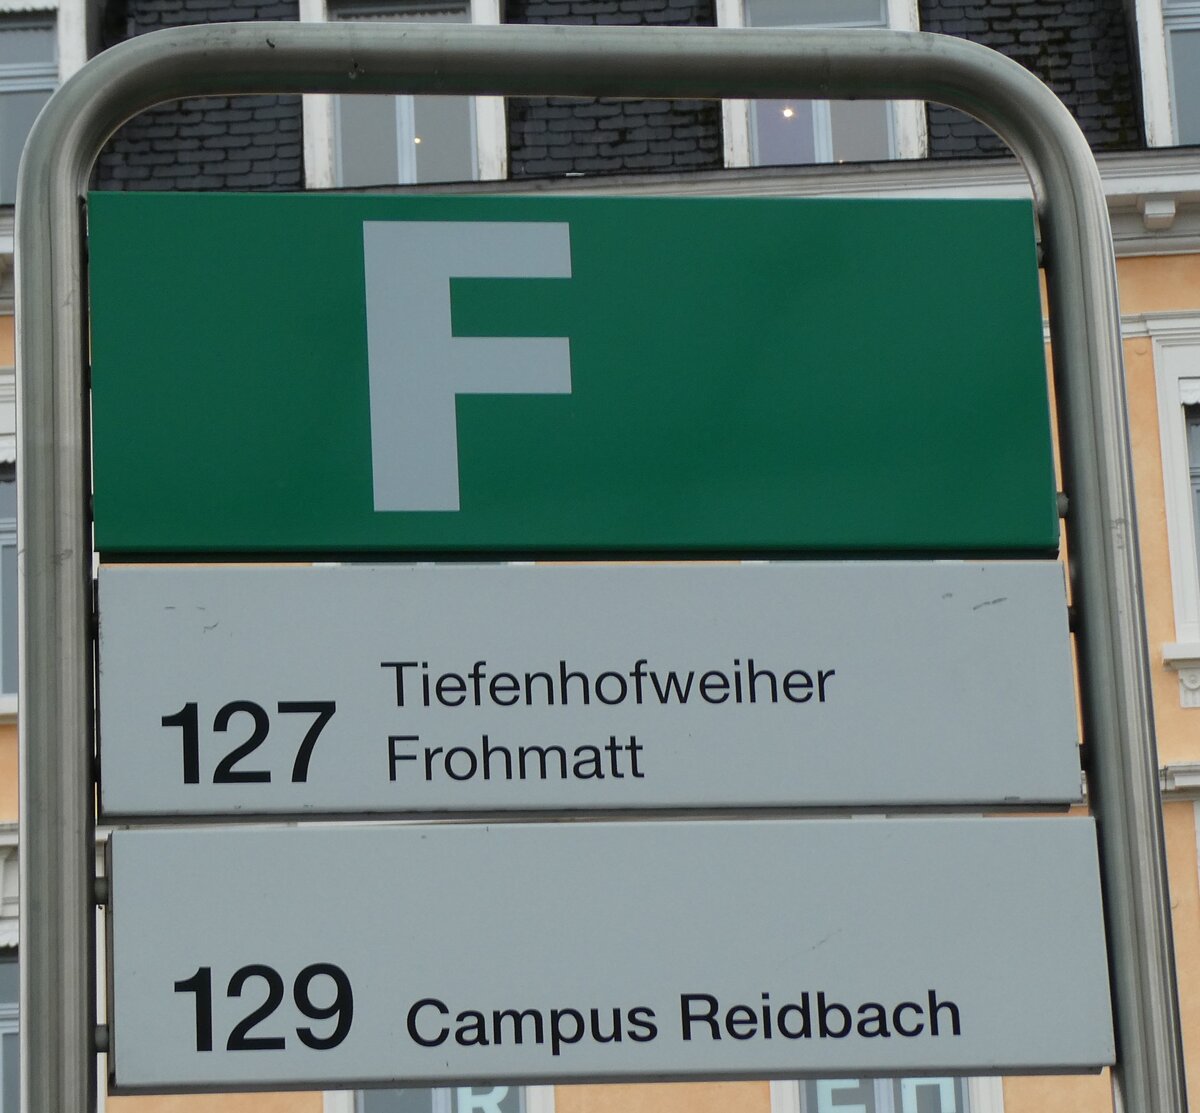 F
127 Tiefenhofweiher
Frohmatt
129 Campus Reidbach